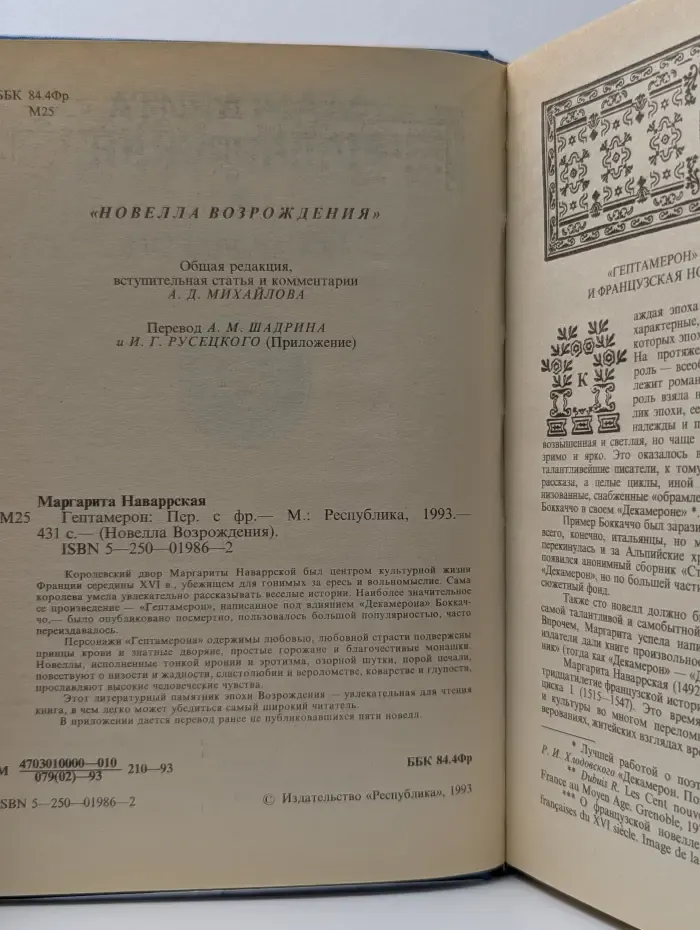 ББК 84.4Фр
М25
«НОВЕЛЛА ВОЗРОЖДЕНИЯ»
Общая редакция,
вступительная статья и комментарии
А. Д. МИХАЙЛОВА
Перевод А. М. ШАДРИНА
и И. Г. РУСЕЦКОГО (Приложение)
Маргарита Наваррская
М25 Гептамерон: Пер. с фр.— М.: Республика, 1993.—
431 с.— (Новелла Возрождения).
ISBN 5—250—01986—2
Королевский двор Маргариты Наваррской был центром культурной жизни
Франции середины XVI в., убежищем для гонимых за ересь и вольномыслие. Сама
королева умела увлекательно рассказывать веселые истории. Наиболее значительное
ее произведение — «Гептамерон», написанное под влиянием «Декамерона» Боккач-
чо,— было опубликовано посмертно, пользовалось большой популярностью, часто
переиздавалось.
Персонажи «Гептамерона» одержимы любовью, любовной страсти подвержены
принцы крови и знатные дворяне, простые горожане и благочестивые монашки.
Новеллы, исполненные тонкой иронии и эротизма, озорной шутки, порой печали,
повествуют о низости и жадности, сластолюбии и вероломстве, коварстве и глупости,
прославляют высокие человеческие чувства.
Этот литературный памятник эпохи Возрождения — увлекательная для чтения
книга, в чем легко может убедиться самый широкий читатель.
В приложении дается перевод ранее не публиковавшихся пяти новелл.
М 4703010000—010
079(02)—93 210—93
ББК 84.4Фр
ISBN 5—250—01986—2
© Издательство «Республика», 1993
«ГЕПТАМЕРОН»
И ФРАНЦУЗСКАЯ НО
К
аждая эпоха
характерные,
которых эпо
На протяже
роль — всеоб
лежит роман
роль взяла н
лик эпохи, ее
надежды и п
возвышенная и светлая, но чаще
зримо и ярко. Это оказалось в
талантливейшие писатели, к тому
рассказа, а целые циклы, иной
низованные, снабженные «обрамле
Боккаччо в своем «Декамероне» *.
Пример Боккаччо был зарази
всего, конечно, итальянцы, но м
перекинулась и за Альпийские хр
появился анонимный сборник «Ст
«Декамерон», но по большей части
сюжетный фонд.
Также сто новелл должно бы
самой талантливой и самобытной
Впрочем, Маргарита успела напи
издатели дали книге произвольное
ник» (тогда как «Декамерон» — «Д
Маргарита Наваррская (1492
тридцатилетие французской истори
циска I (1515—1547). Это время
и культуры во многом перелом
верованиях, житейских взглядах вре
* Лучшей работой о поэт
Р. И. Хлодовского «Декамерон. По
** Dubuis R. Les Cent nouv
France au Moyen Age. Grenoble, 19
*** О французской новелле
françaises du XVI siècle. Image de la